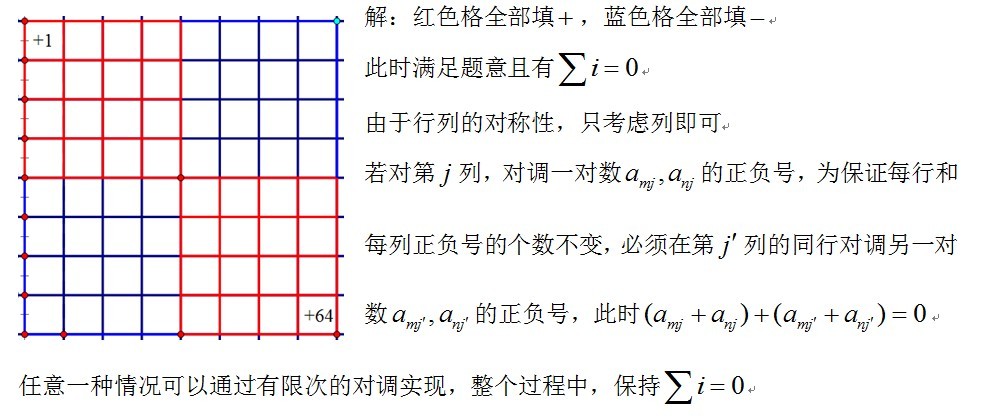 +1
解：红色格全部填+，蓝色格全部填−
此时满足题意且有∑i=0
由于行列的对称性，只考虑列即可
若对第 j 列，对调一对数 a_{mj}, a_{nj} 的正负号，为保证每行和
每列正负号的个数不变，必须在第 j′ 列的同行对调另一对
+64
数 a_{mj′}, a_{nj′} 的正负号，此时 (a_{mj} + a_{nj}) + (a_{mj′} + a_{nj′}) = 0
任意一种情况可以通过有限次的对调实现，整个过程中，保持∑i=0